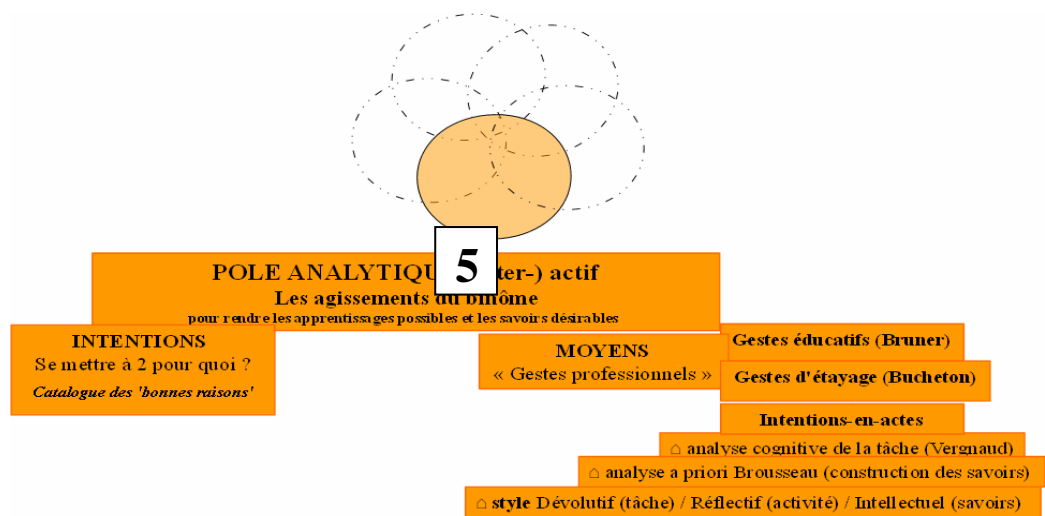 5
POLE ANALYTIQU ter-) actif
Les agissements du binôme
pour rendre les apprentissages possibles et les savoirs désirables
INTENTIONS
Se mettre à 2 pour quoi ?
Catalogue des 'bonnes raisons'
MOYENS
« Gestes professionnels »
Gestes éducatifs (Bruner)
Gestes d'étayage (Bucheton)
Intentions-en-actes
⌂ analyse cognitive de la tâche (Vergnaud)
⌂ analyse a priori Brousseau (construction des savoirs)
⌂ style Dévolutif (tâche) / Réflectif (activité) / Intellectuel (savoirs)